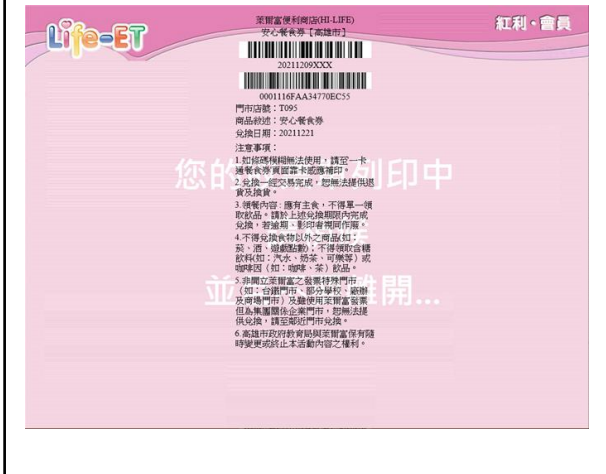 Life-ET
紅利・會員
萊爾富便利商店(HI-LIFE)
安心餐食券【高雄市】
20211209XXX
0001116FAA34770EC55
門市店號：T095
商品敘述：安心餐食券
兌換日期：20211221
注意事項：
1.如條碼模糊無法使用，請至一卡
通餐食券頁面靠卡感應補印。
2.兌換一經交易完成，恕無法提供退
貨及換貨。
3.領餐內容：應有主食，不得單一領
取飲品。請於上述兌換期限內完成
兌換，若逾期、影印者視同作廢。
4.不得兌換食物以外之商品(如：
菸、酒、遊戲點數)；不得領取含糖
飲料(如：汽水、奶茶、可樂等）或
咖啡因（如：咖啡、茶）飲品。
5.非開立萊爾富之發票特殊門市
（如：台鐵門市、部分學校、廠辦
及商場門市）及雖使用萊爾富發票
但為集團關係企業門市，恕無法提
供兌換，請至鄰近門市兌換。
6.高雄市政府教育局與萊爾富保有隨
時變更或終止本活動內容之權利。
您的
列印中
並
離開...